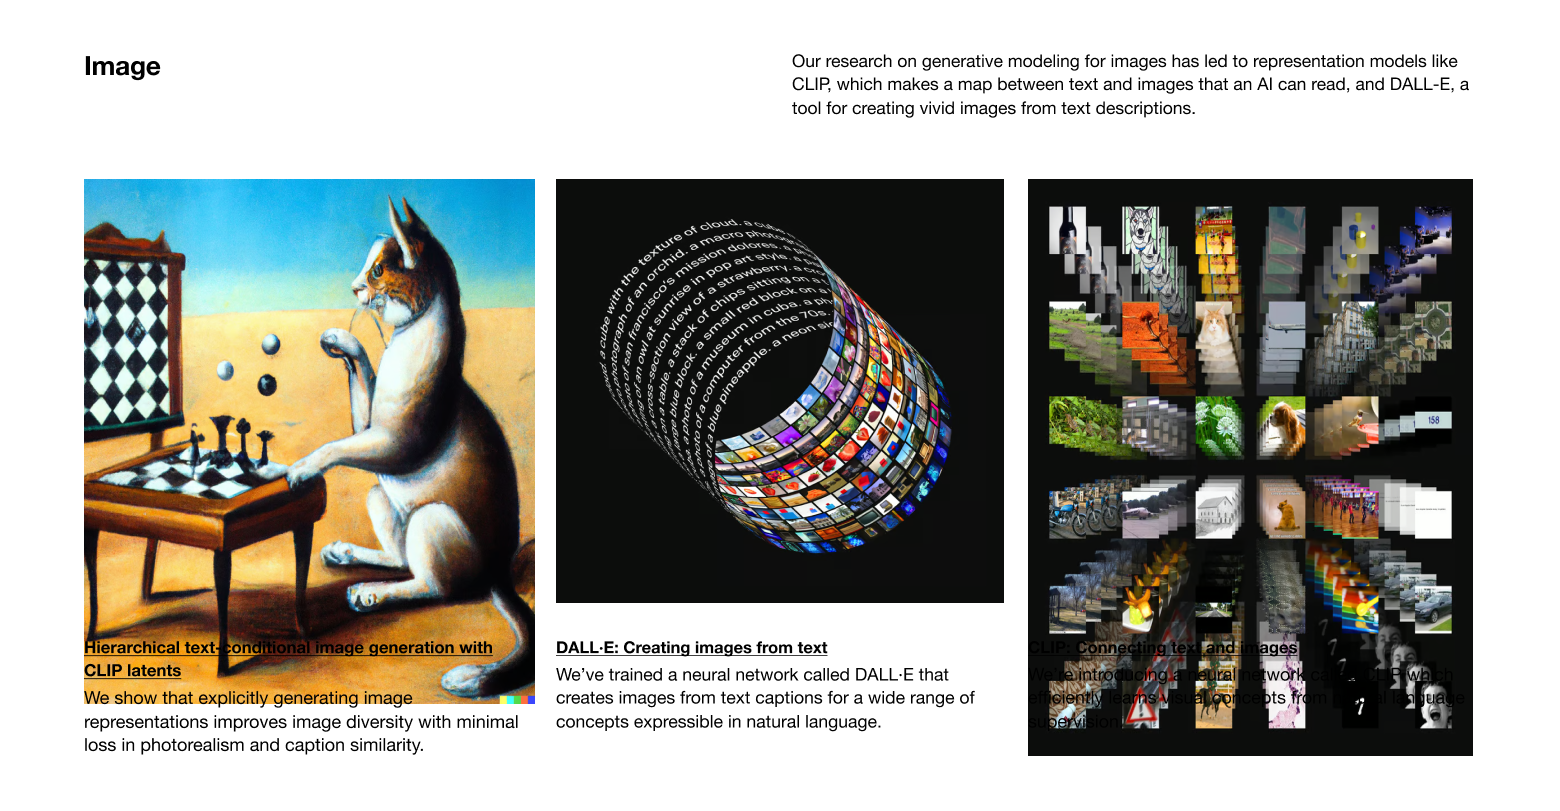 Image
Our research on generative modeling for images has led to representation models like
CLIP, which makes a map between text and images that an AI can read, and DALL-E, a
tool for creating vivid images from text descriptions.
a cube with the texture of cloud. a cu
photograph of an orchid. a macro photo
photo of san francisco's mission dolores. a p
of an owl at sunrise in pop art style.
cross-section view of a strawberry. a c
on a table. a stack of chips sitting on a
large blue block. a small red block on a
a photo of a museum in cuba. a ph
photo of a computer from the 70s.
of a blue pineapple. a neon si
158
Hierarchical text-conditional image generation with
CLIP latents
We show that explicitly generating image
representations improves image diversity with minimal
loss in photorealism and caption similarity.
DALL·E: Creating images from text
We've trained a neural network called DALL·E that
creates images from text captions for a wide range of
concepts expressible in natural language.
CLIP: Connecting text and images
We're introducing a neural network called CLIP which
efficiently learns visual concepts from natural language
supervision.